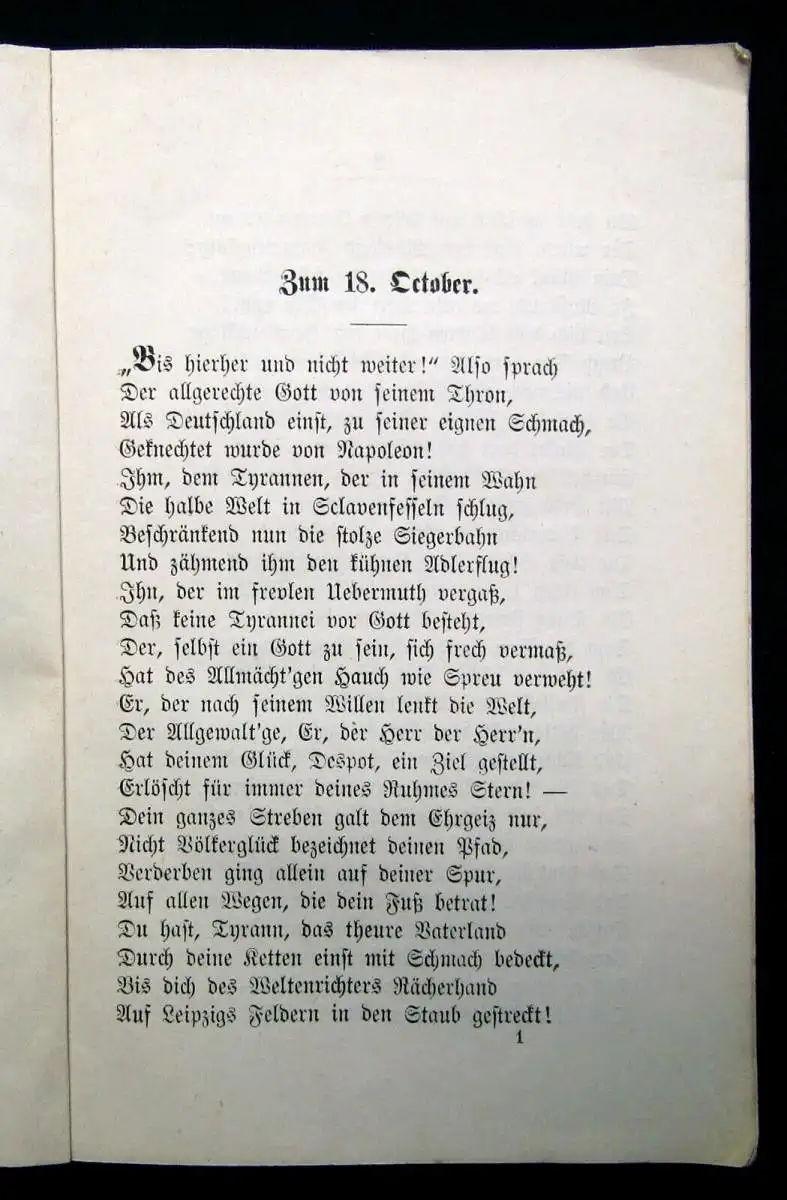 Zum 18. October.
„Bis hierher und nicht weiter!“ Also sprach
Der allgerechte Gott von seinem Thron,
Als Deutschland einst, zu seiner eignen Schmach,
Geknechtet wurde von Napoleon!
Ihm, dem Tyrannen, der in seinem Wahn
Die halbe Welt in Sclavenfesseln schlug,
Beschränkend nun die stolze Siegerbahn
Und zähmend ihm den kühnen Adlerflug!
Ihn, der im frevlen Uebermuth vergaß,
Daß keine Tyrannei vor Gott besteht,
Der, selbst ein Gott zu sein, sich frech vermaß,
Hat des Allmächt'gen Hauch wie Spreu verweht!
Er, der nach seinem Willen lenkt die Welt,
Der Allgewalt'ge, Er, der Herr der Herr'n,
Hat deinem Glück, Despot, ein Ziel gestellt,
Erlöscht für immer deines Ruhmes Stern! —
Dein ganzes Streben galt dem Ehrgeiz nur,
Nicht Völkerglück bezeichnet deinen Pfad,
Verderben ging allein auf deiner Spur,
Auf allen Wegen, die dein Fuß betrat!
Du hast, Tyrann, das theure Vaterland
Durch deine Ketten einst mit Schmach bedeckt,
Bis dich des Weltenrichters Rächerhand
Auf Leipzigs Feldern in den Staub gestreckt!
1